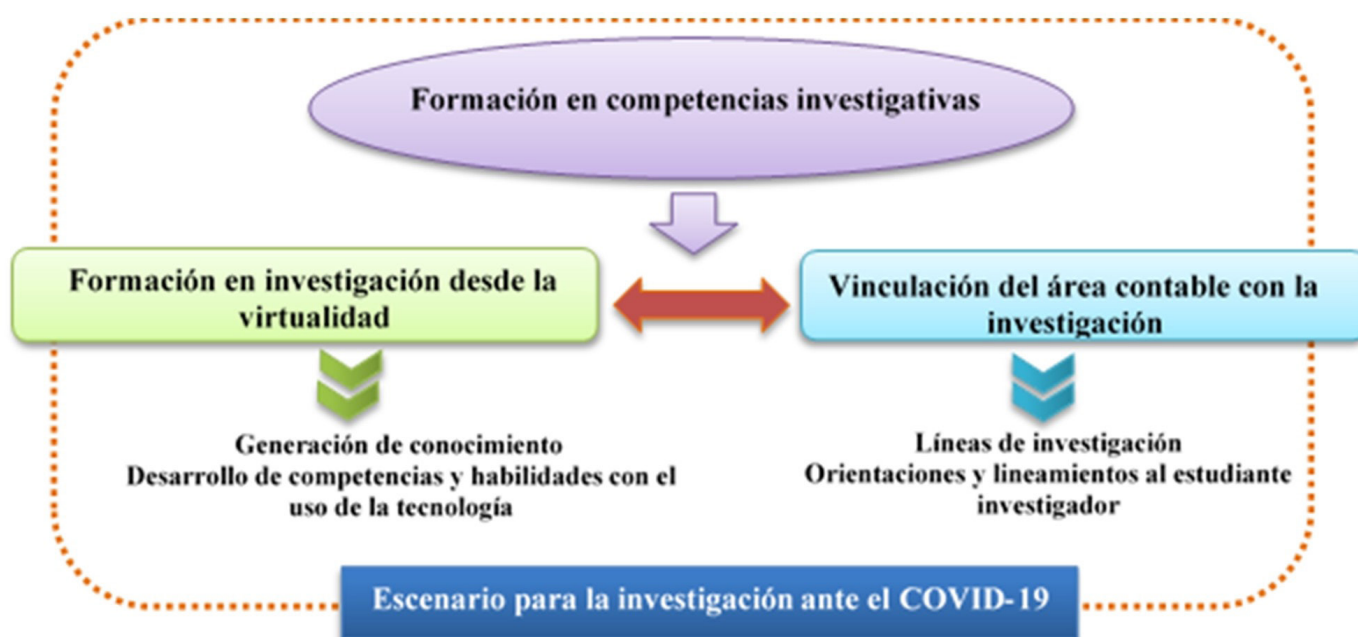 Formación en competencias investigativas
Formación en investigación desde la
virtualidad
Vinculación del área contable con la
investigación
Generación de conocimiento
Desarrollo de competencias y habilidades con el
uso de la tecnología
Líneas de investigación
Orientaciones y lineamientos al estudiante
investigador
Escenario para la investigación ante el COVID-19